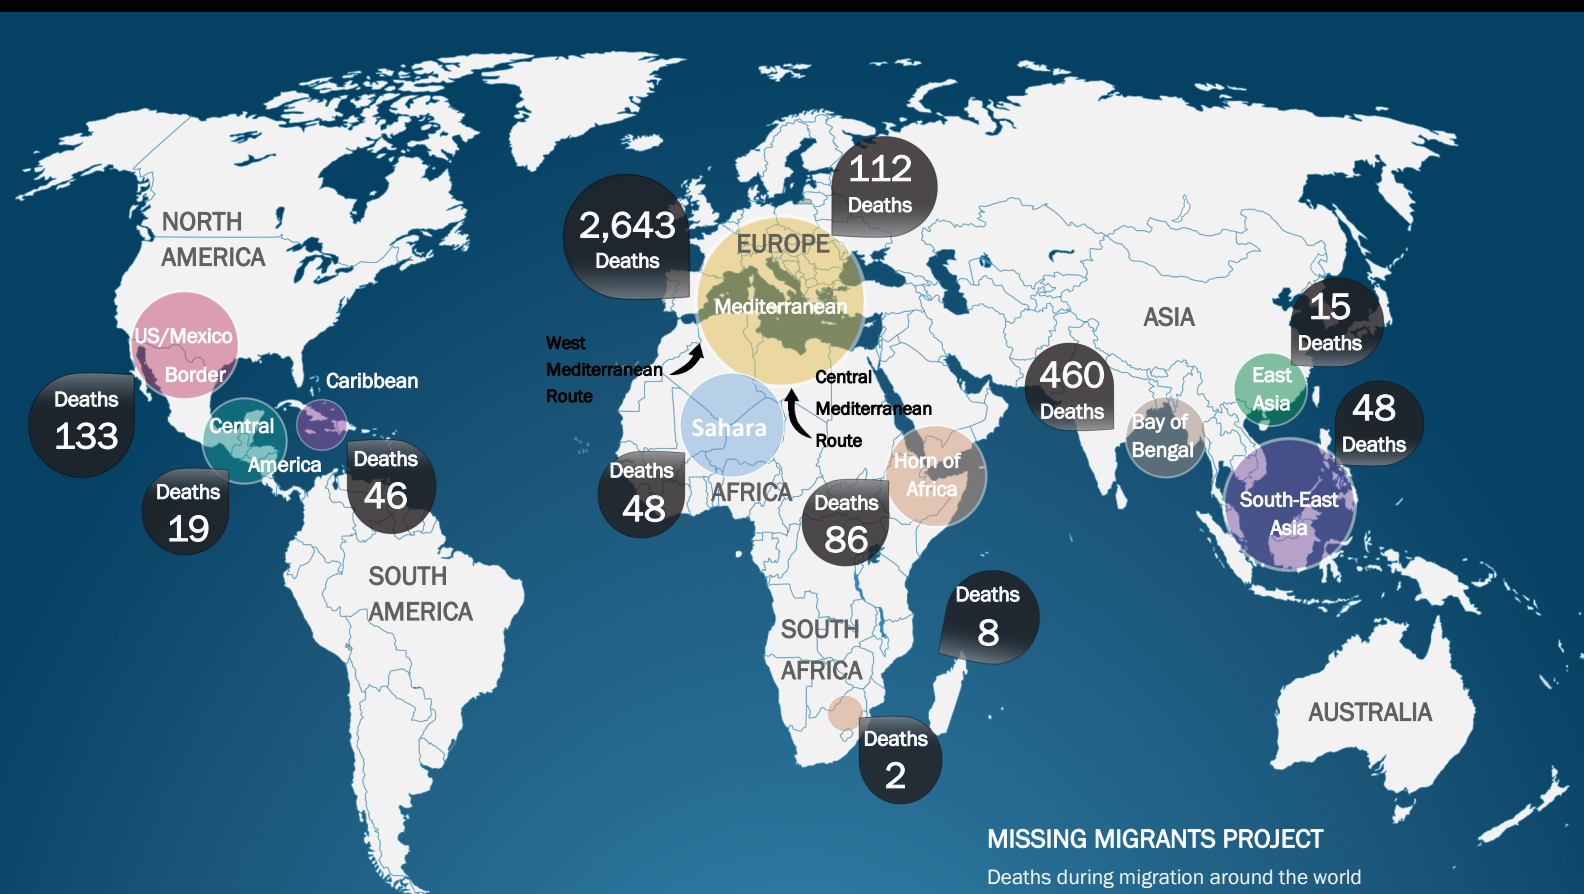 NORTH
AMERICA
US/Mexico
Border
Deaths
133
Central
America
Deaths
19
Caribbean
Deaths
46
SOUTH
AMERICA
2,643
Deaths
112
Deaths
EUROPE
Mediterranean
West
Mediterranean
Route
Central
Mediterranean
Route
Sahara
Deaths
48
AFRICA
Horn of
Africa
Deaths
86
Deaths
8
SOUTH
AFRICA
Deaths
2
ASIA
460
Deaths
Bay of
Bengal
15
Deaths
East
Asia
48
Deaths
South-East
Asia
AUSTRALIA
MISSING MIGRANTS PROJECT
Deaths during migration around the world